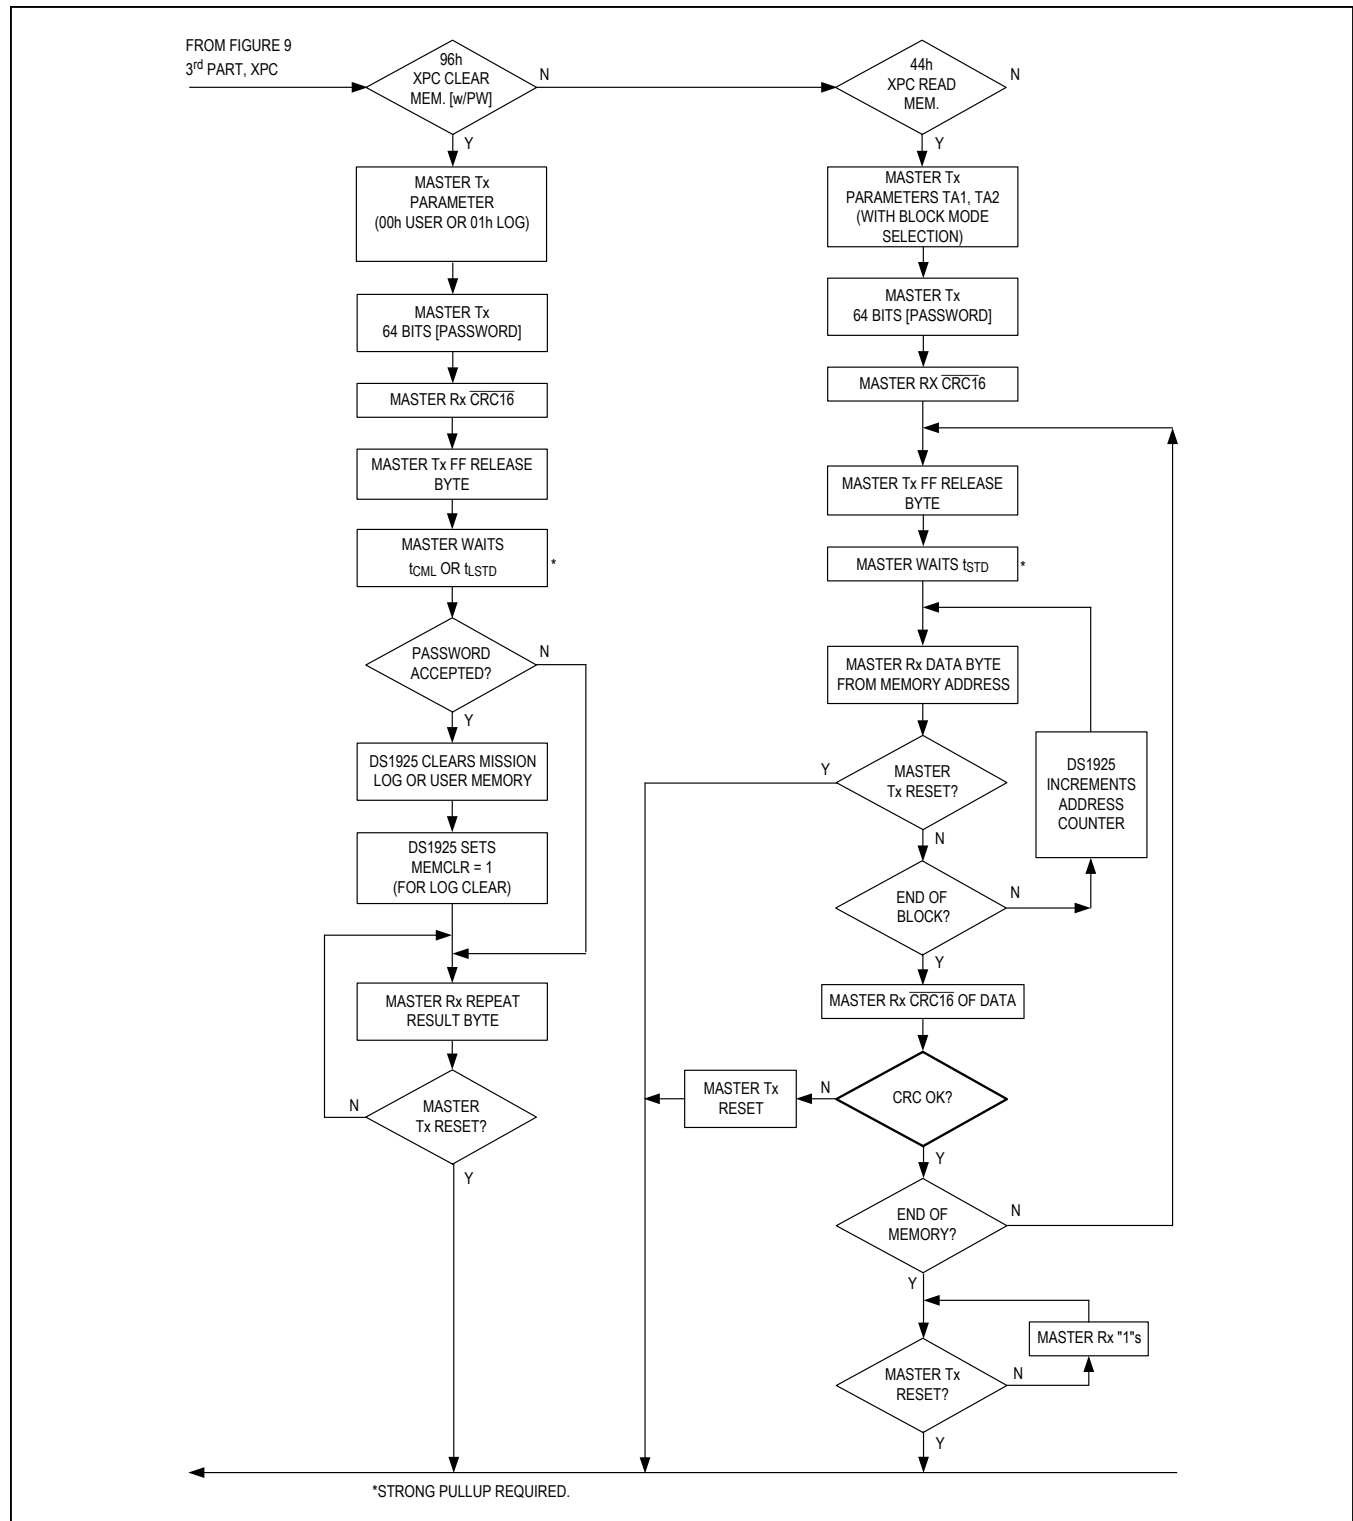 FROM FIGURE 9
3rd PART, XPC
96h
XPC CLEAR
MEM. [w/PW]
N
Y
MASTER Tx
PARAMETER
(00h USER OR 01h LOG)
MASTER Tx
64 BITS [PASSWORD]
MASTER Rx CRC16
MASTER Tx FF RELEASE
BYTE
MASTER WAITS
tCML OR tLSTD
*
PASSWORD
ACCEPTED?
N
Y
DS1925 CLEARS MISSION
LOG OR USER MEMORY
DS1925 SETS
MEMCLR = 1
(FOR LOG CLEAR)
MASTER Rx REPEAT
RESULT BYTE
N
MASTER
Tx RESET?
Y
44h
XPC READ
MEM.
N
Y
MASTER Tx
PARAMETERS TA1, TA2
(WITH BLOCK MODE
SELECTION)
MASTER Tx
64 BITS [PASSWORD]
MASTER RX CRC16
MASTER Tx FF RELEASE
BYTE
MASTER WAITS tSTD
*
MASTER Rx DATA BYTE
FROM MEMORY ADDRESS
Y
MASTER
Tx RESET?
N
DS1925
INCREMENTS
ADDRESS
COUNTER
END OF
BLOCK?
N
Y
MASTER Rx CRC16 OF DATA
MASTER Tx
RESET
N
CRC OK?
Y
END OF
MEMORY?
N
Y
MASTER Rx "1"s
MASTER Tx
RESET?
N
Y
*STRONG PULLUP REQUIRED.